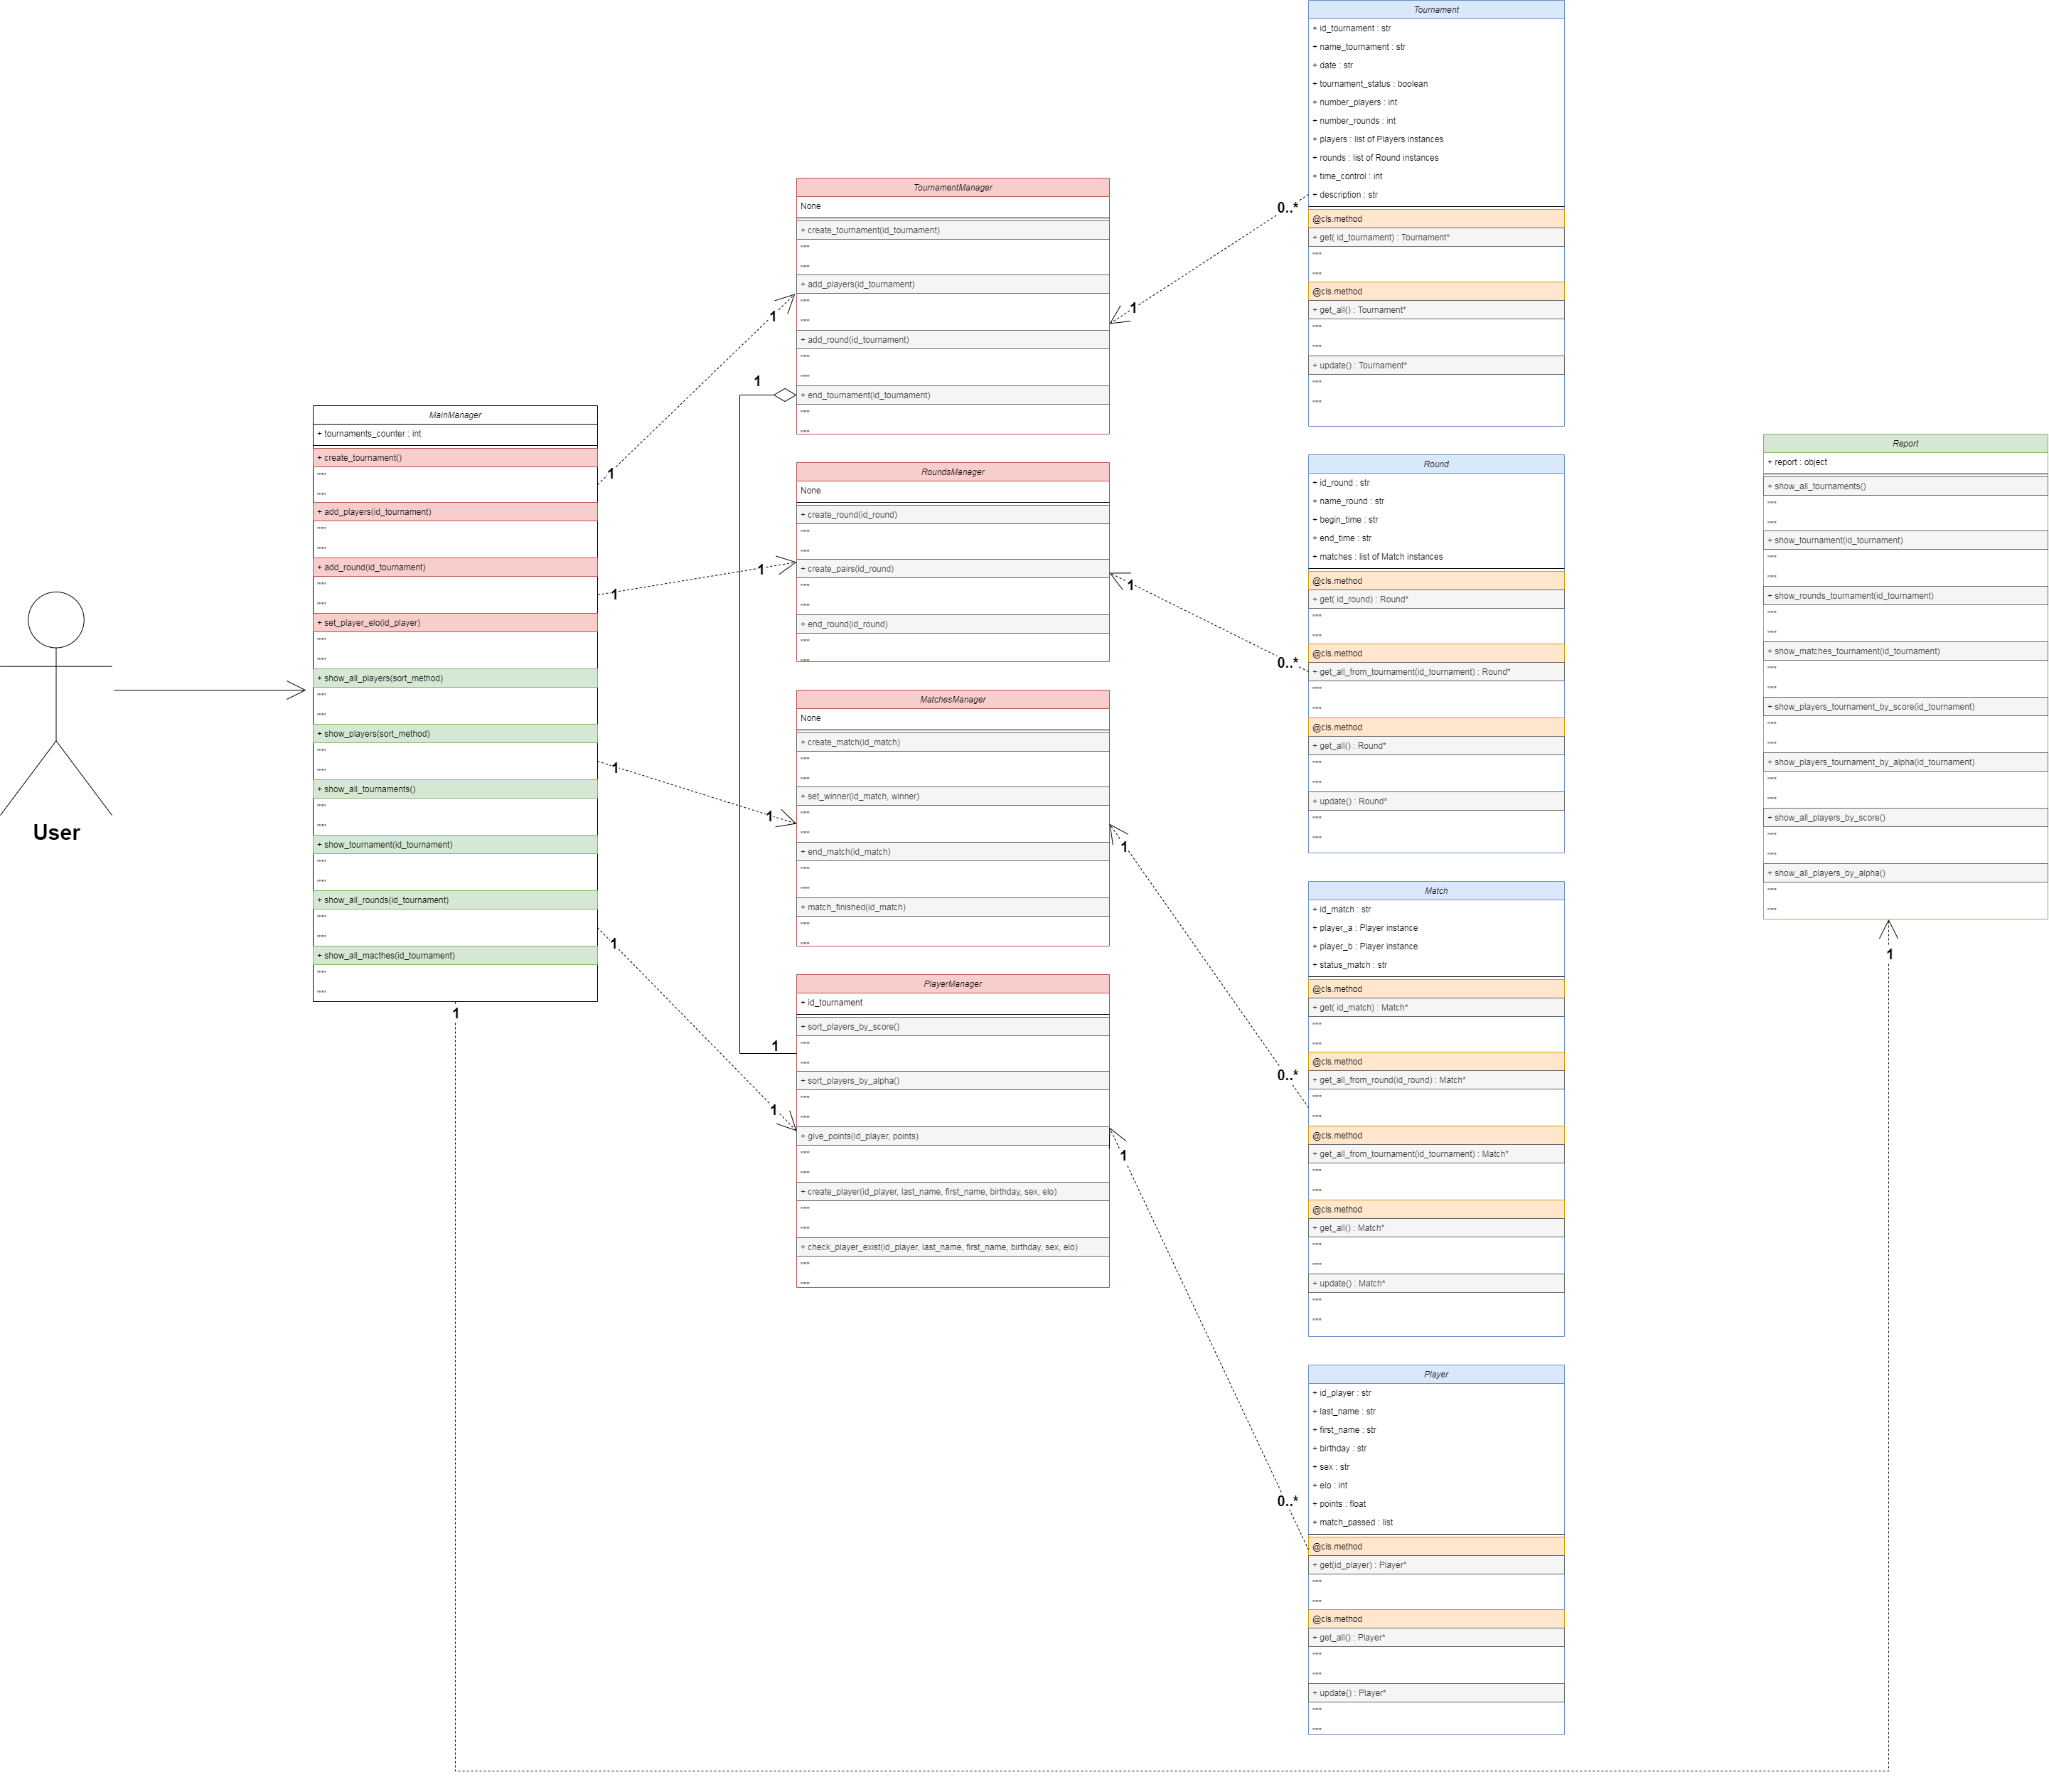 User
MainManager
+ tournaments_counter : int
+ create_tournament()
"""
"""
+ add_players(id_tournament)
"""
"""
+ add_round(id_tournament)
"""
"""
+ set_player_elo(id_player)
"""
"""
+ show_all_players(sort_method)
"""
"""
+ show_players(sort_method)
"""
"""
+ show_all_tournaments()
"""
"""
+ show_tournament(id_tournament)
"""
"""
+ show_all_rounds(id_tournament)
"""
"""
+ show_all_macthes(id_tournament)
"""
"""
1
1
1
1
1
TournamentManager
None
+ create_tournament(id_tournament)
"""
"""
+ add_players(id_tournament)
"""
"""
+ add_round(id_tournament)
"""
"""
+ end_tournament(id_tournament)
"""
"""
1
1
1
RoundsManager
None
+ create_round(id_round)
"""
"""
+ create_pairs(id_round)
"""
"""
+ end_round(id_round)
"""
"""
1
1
MatchesManager
None
+ create_match(id_match)
"""
"""
+ set_winner(id_match, winner)
"""
"""
+ end_match(id_match)
"""
"""
+ match_finished(id_match)
"""
"""
1
1
PlayerManager
+ id_tournament
+ sort_players_by_score()
"""
"""
+ sort_players_by_alpha()
"""
"""
+ give_points(id_player, points)
"""
"""
+ create_player(id_player, last_name, first_name, birthday, sex, elo)
"""
"""
+ check_player_exist(id_player, last_name, first_name, birthday, sex, elo)
"""
"""
1
1
1
Tournament
+ id_tournament : str
+ name_tournament : str
+ date : str
+ tournament_status : boolean
+ number_players : int
+ number_rounds : int
+ players : list of Players instances
+ rounds : list of Round instances
+ time_control : int
+ description : str
@cls.method
+ get( id_tournament) : Tournament*
"""
"""
@cls.method
+ get_all() : Tournament*
"""
"""
+ update() : Tournament*
"""
"""
0..*
Round
+ id_round : str
+ name_round : str
+ begin_time : str
+ end_time : str
+ matches : list of Match instances
@cls.method
+ get( id_round) : Round*
"""
"""
@cls.method
+ get_all_from_tournament(id_tournament) : Round*
"""
"""
@cls.method
+ get_all() : Round*
"""
"""
+ update() : Round*
"""
"""
0..*
Match
+ id_match : str
+ player_a : Player instance
+ player_b : Player instance
+ status_match : str
@cls.method
+ get( id_match) : Match*
"""
"""
@cls.method
+ get_all_from_round(id_round) : Match*
"""
"""
@cls.method
+ get_all_from_tournament(id_tournament) : Match*
"""
"""
@cls.method
+ get_all() : Match*
"""
"""
+ update() : Match*
"""
"""
0..*
Player
+ id_player : str
+ last_name : str
+ first_name : str
+ birthday : str
+ sex : str
+ elo : int
+ points : float
+ match_passed : list
@cls.method
+ get(id_player) : Player*
"""
"""
@cls.method
+ get_all() : Player*
"""
"""
+ update() : Player*
"""
"""
0..*
Report
+ report : object
+ show_all_tournaments()
"""
"""
+ show_tournament(id_tournament)
"""
"""
+ show_rounds_tournament(id_tournament)
"""
"""
+ show_matches_tournament(id_tournament)
"""
"""
+ show_players_tournament_by_score(id_tournament)
"""
"""
+ show_players_tournament_by_alpha(id_tournament)
"""
"""
+ show_all_players_by_score()
"""
"""
+ show_all_players_by_alpha()
"""
"""
1